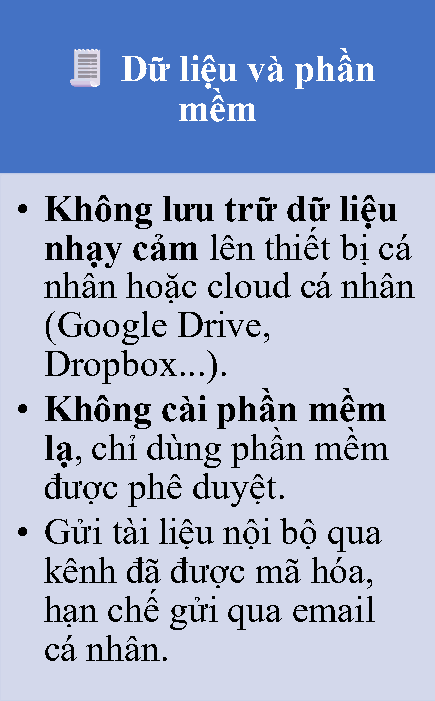 Dữ liệu và phần
mềm
• Không lưu trữ dữ liệu
nhạy cảm lên thiết bị cá
nhân hoặc cloud cá nhân
(Google Drive,
Dropbox...).
• Không cài phần mềm
lạ, chỉ dùng phần mềm
được phê duyệt.
• Gửi tài liệu nội bộ qua
kênh đã được mã hóa,
hạn chế gửi qua email
cá nhân.